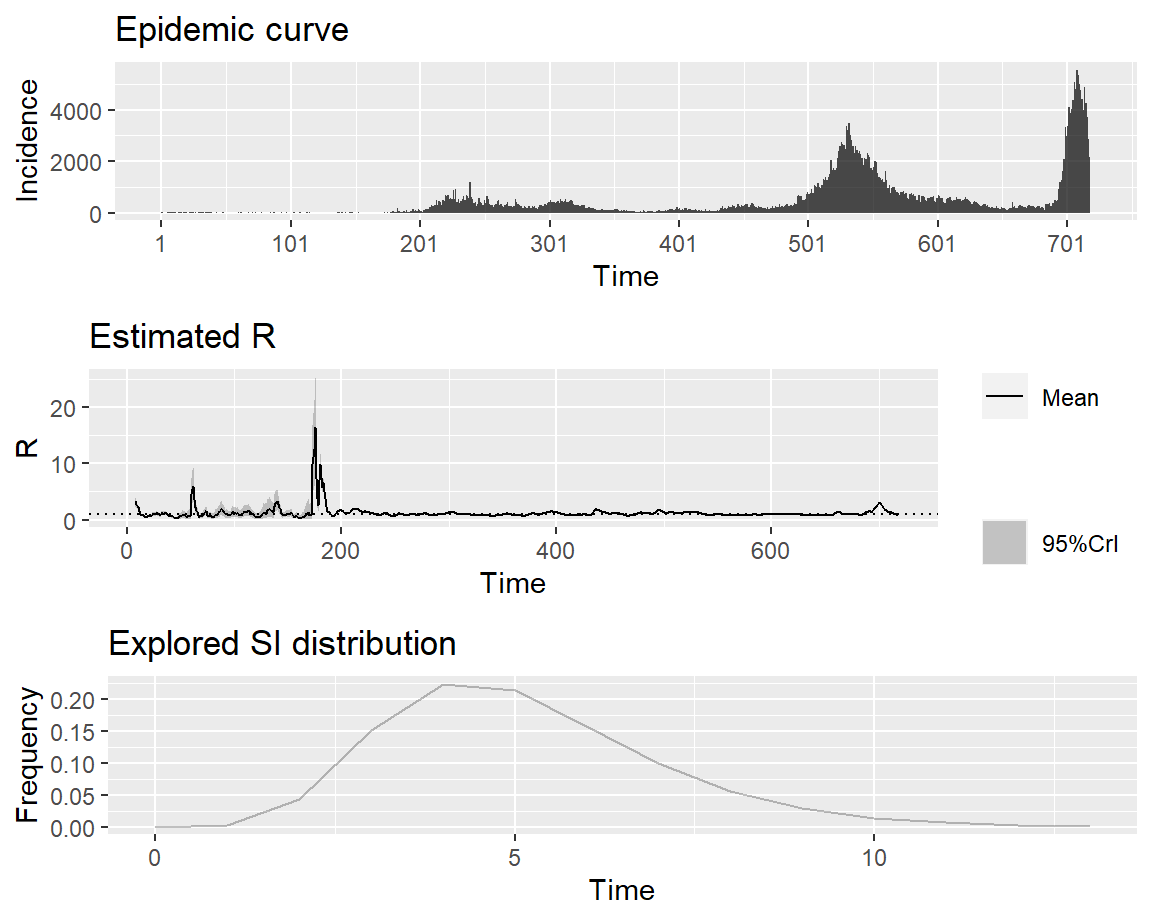 Epidemic curve
Incidence
4000
2000
0
1 101 201 301 401 501 601 701
Time
Estimated R
R
20
10
0
0 200 400 600
Time
Mean
95%CrI
Explored SI distribution
Frequency
0.20
0.15
0.10
0.05
0.00
0 5 10
Time